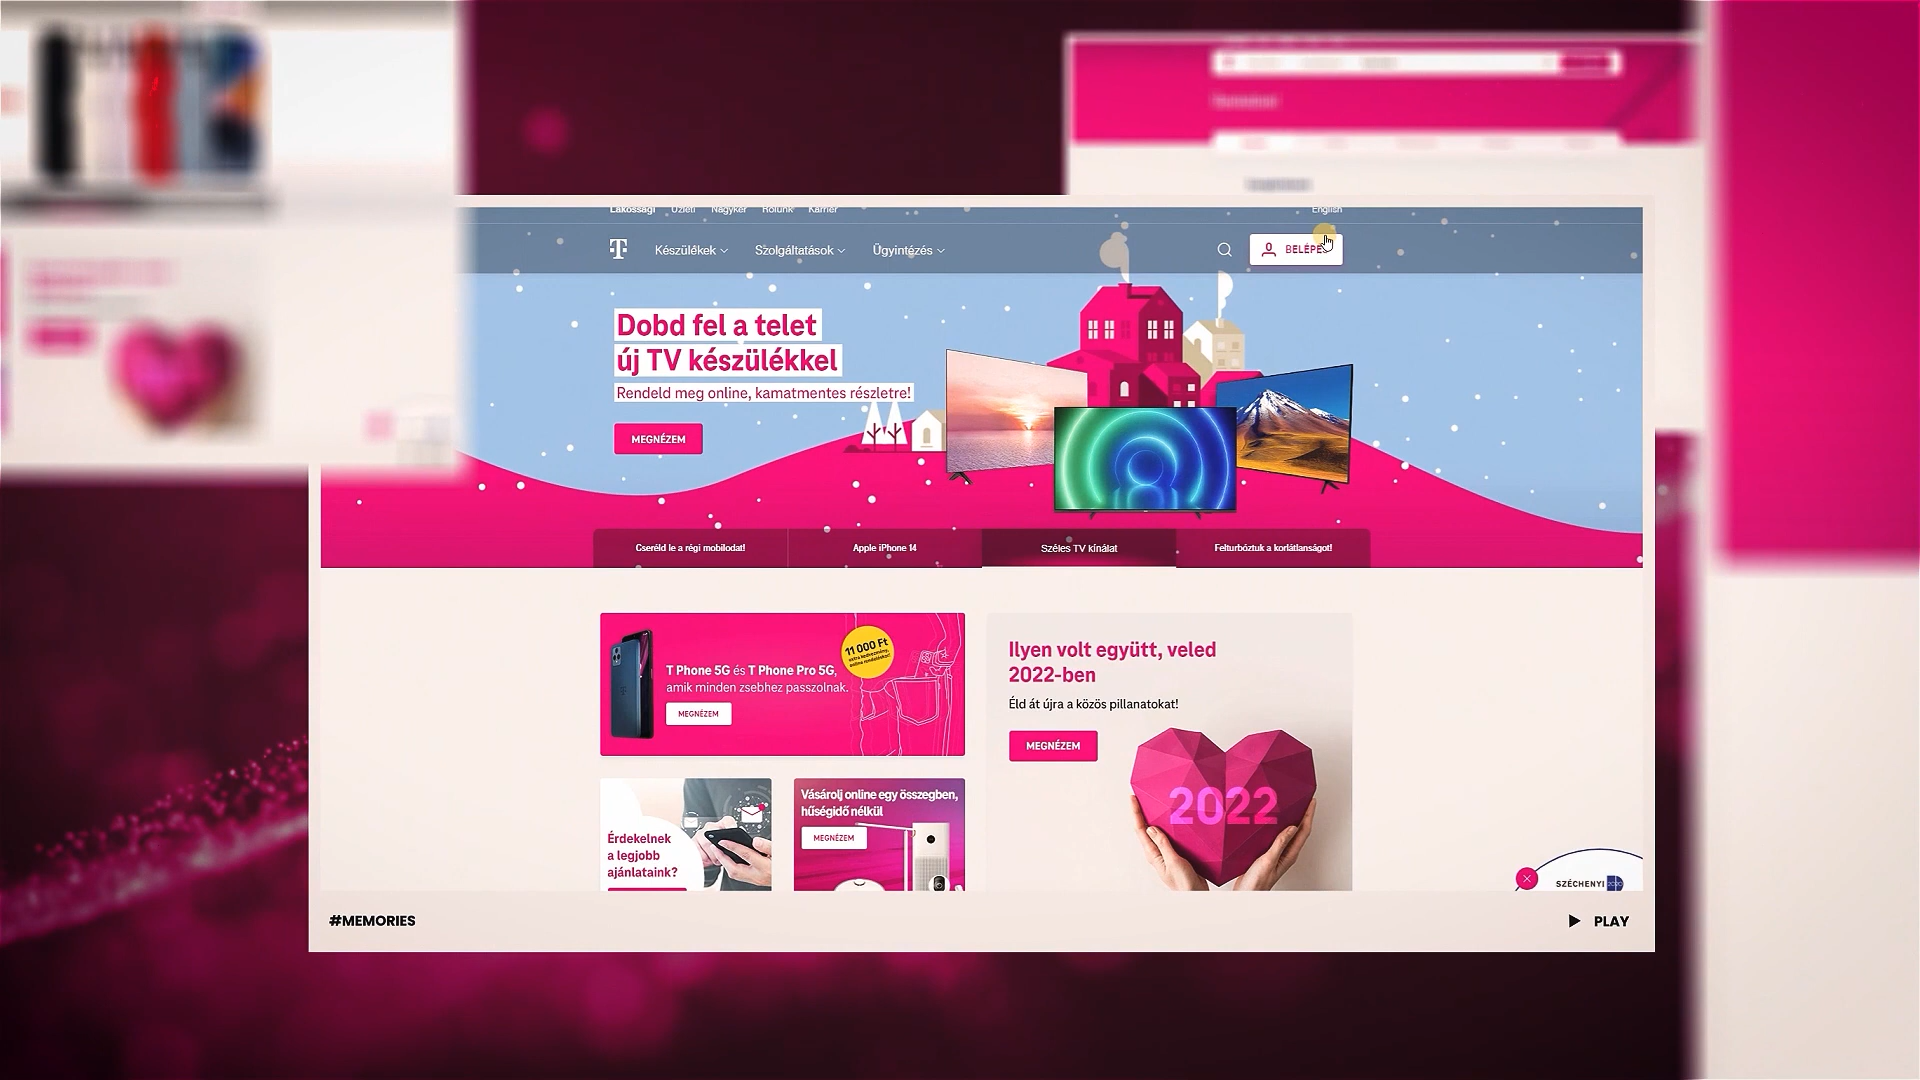 Lakossági Üzleti Nagyker Rólunk Karrier English
Készülékek Szolgáltatások Ügyintézés
Dobd fel a telet
új TV készülékkel
Rendeld meg online, kamatmentes részletre!
MEGNÉZEM
Cseréld le a régi mobilodat! Apple iPhone 14 Széles TV kínálat Felturbóztuk a korlátlanságot!
11 000 Ft
T Phone 5G és T Phone Pro 5G,
amik minden zsebhez passzolnak.
MEGNÉZEM
Ilyen volt együtt, veled
2022-ben
Éld át újra a közös pillanatokat!
MEGNÉZEM
2022
Érdekelnek
a legjobb
ajánlataink?
Vásárolj online egy összegben,
hűségidő nélkül
MEGNÉZEM
SZÉCHENYI 2020
#MEMORIES
PLAY